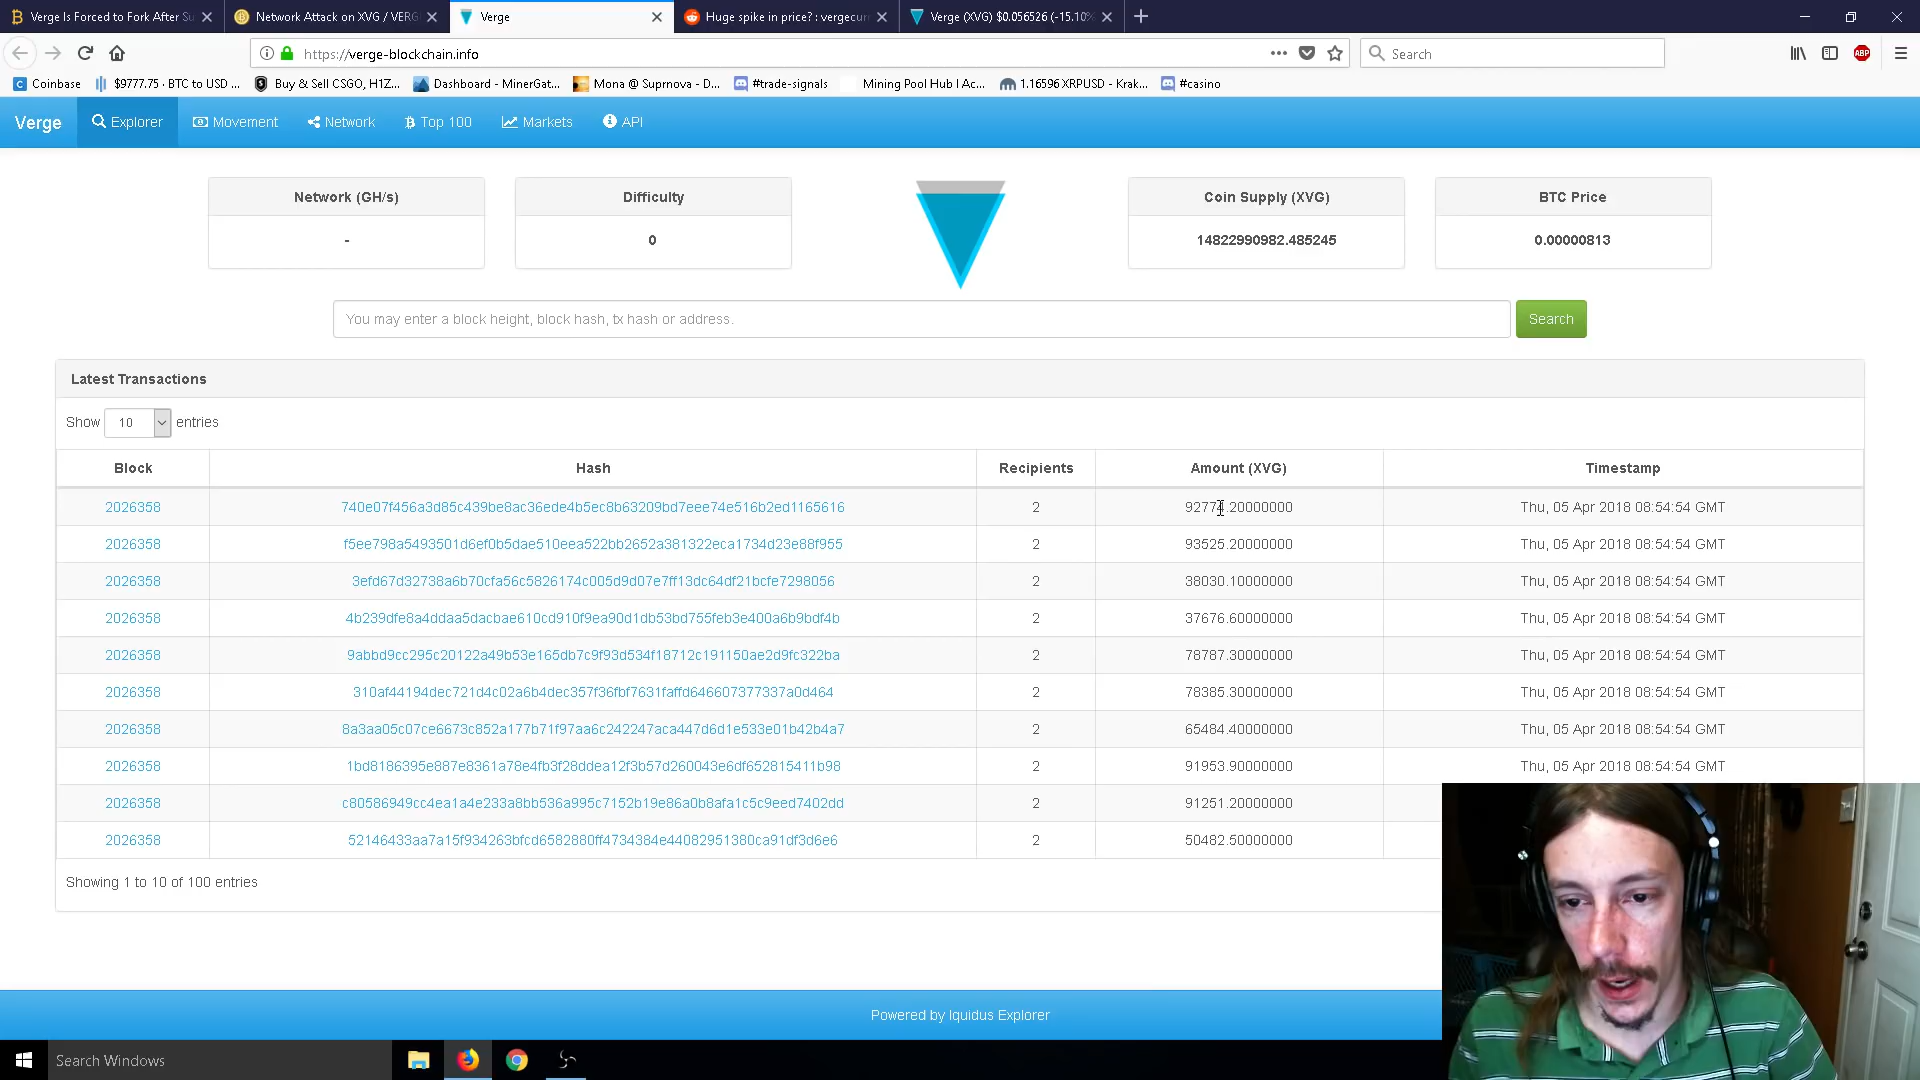 Verge Is Forced to Fork After Su
Network Attack on XVG / VERG
Verge
Huge spike in price? : vergecur
Verge (XVG) $0.056526 (-15.10%
https://verge-blockchain.info
Search
Coinbase
$9777.75 · BTC to USD ...
Buy & Sell CSGO, H1Z...
Dashboard - MinerGat...
Mona @ Suprnova - D...
#trade-signals
Mining Pool Hub | Ac...
1.16596 XRPUSD - Krak...
#casino
ABP
Verge
Explorer
Movement
Network
Top 100
Markets
API
Network (GH/s)
-
Difficulty
0
Coin Supply (XVG)
14822990982.485245
BTC Price
0.00000813
You may enter a block height, block hash, tx hash or address.
Search
Latest Transactions
Show 10 entries
Block Hash Recipients Amount (XVG) Timestamp
2026358 740e07f456a3d85c439be8ac36ede4b5ec8b63209bd7eee74e516b2ed1165616 2 92774.20000000 Thu, 05 Apr 2018 08:54:54 GMT
2026358 f5ee798a5493501d6ef0b5dae510eea522bb2652a381322eca1734d23e88f955 2 93525.20000000 Thu, 05 Apr 2018 08:54:54 GMT
2026358 3efd67d32738a6b70cfa56c5826174c005d9d07e7ff13dc64df21bcfe7298056 2 38030.10000000 Thu, 05 Apr 2018 08:54:54 GMT
2026358 4b239dfe8a4ddaa5dacbae610cd910f9ea90d1db53bd755feb3e400a6b9bdf4b 2 37676.60000000 Thu, 05 Apr 2018 08:54:54 GMT
2026358 9abbd9cc295c20122a49b53e165db7c9f93d534f18712c191150ae2d9fc322ba 2 78787.30000000 Thu, 05 Apr 2018 08:54:54 GMT
2026358 310af44194dec721d4c02a6b4dec357f36fbf7631faffd646607377337a0d464 2 78385.30000000 Thu, 05 Apr 2018 08:54:54 GMT
2026358 8a3aa05c07ce6673c852a177b71f97aa6c242247aca447d6d1e533e01b42b4a7 2 65484.40000000 Thu, 05 Apr 2018 08:54:54 GMT
2026358 1bd8186395e887e8361a78e4fb3f28ddea12f3b57d260043e6df652815411b98 2 91953.90000000 Thu, 05 Apr 2018 08:54:54 GMT
2026358 c80586949cc4ea1a4e233a8bb536a995c7152b19e86a0b8afa1c5c9eed7402dd 2 91251.20000000
2026358 52146433aa7a15f934263bfcd6582880ff4734384e44082951380ca91df3d6e6 2 50482.50000000
Showing 1 to 10 of 100 entries
Powered by Iquidus Explorer
Search Windows